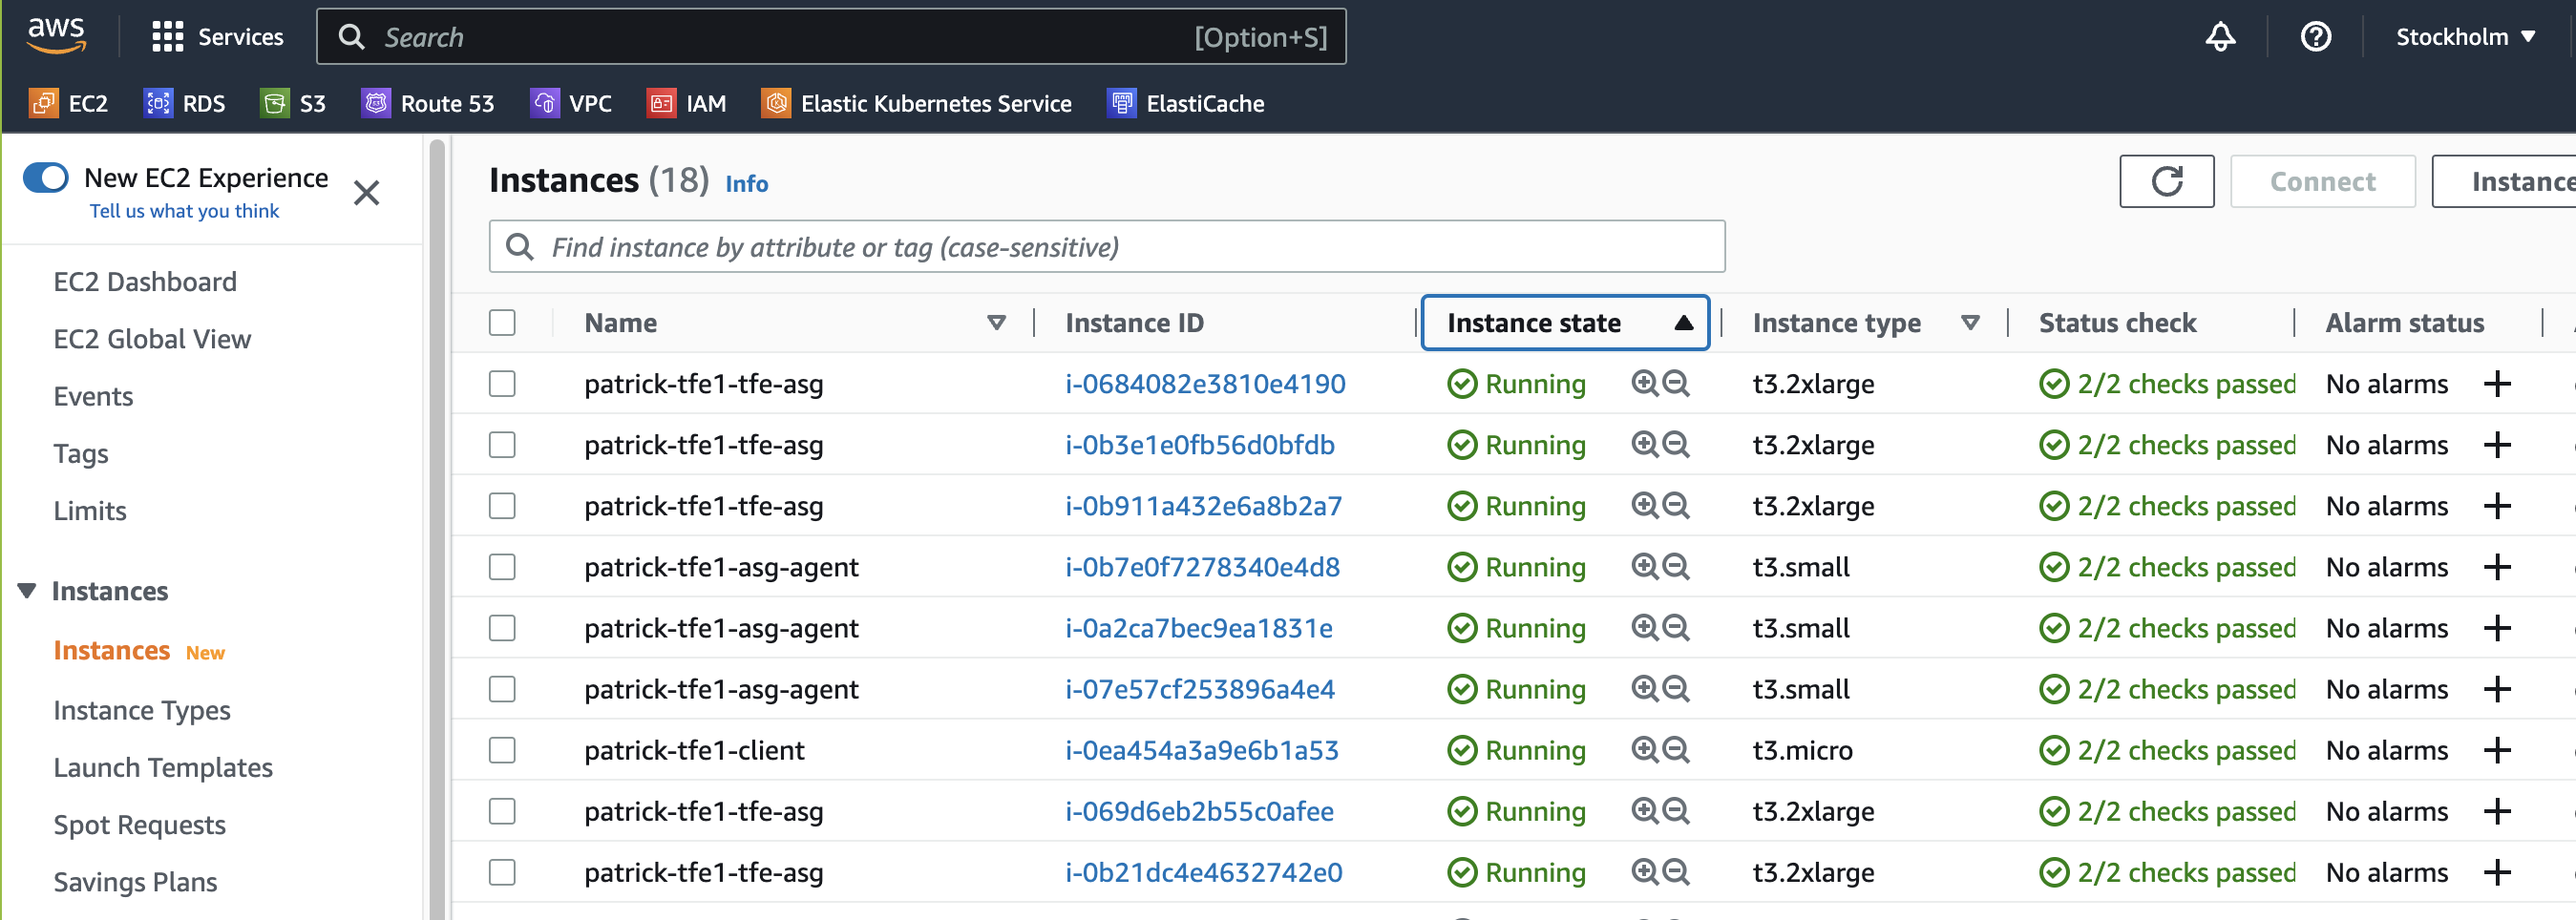 aws Services Search [Option+S] Stockholm
EC2 RDS S3 Route 53 VPC IAM Elastic Kubernetes Service ElastiCache
New EC2 Experience
Tell us what you think
EC2 Dashboard
EC2 Global View
Events
Tags
Limits
Instances
Instances New
Instance Types
Launch Templates
Spot Requests
Savings Plans
Instances (18) Info
Connect Instance
Find instance by attribute or tag (case-sensitive)
Name Instance ID Instance state Instance type Status check Alarm status
patrick-tfe1-tfe-asg i-0684082e3810e4190 Running t3.2xlarge 2/2 checks passed No alarms
patrick-tfe1-tfe-asg i-0b3e1e0fb56d0bfdb Running t3.2xlarge 2/2 checks passed No alarms
patrick-tfe1-tfe-asg i-0b911a432e6a8b2a7 Running t3.2xlarge 2/2 checks passed No alarms
patrick-tfe1-asg-agent i-0b7e0f7278340e4d8 Running t3.small 2/2 checks passed No alarms
patrick-tfe1-asg-agent i-0a2ca7bec9ea1831e Running t3.small 2/2 checks passed No alarms
patrick-tfe1-asg-agent i-07e57cf253896a4e4 Running t3.small 2/2 checks passed No alarms
patrick-tfe1-client i-0ea454a3a9e6b1a53 Running t3.micro 2/2 checks passed No alarms
patrick-tfe1-tfe-asg i-069d6eb2b55c0afee Running t3.2xlarge 2/2 checks passed No alarms
patrick-tfe1-tfe-asg i-0b21dc4e4632742e0 Running t3.2xlarge 2/2 checks passed No alarms